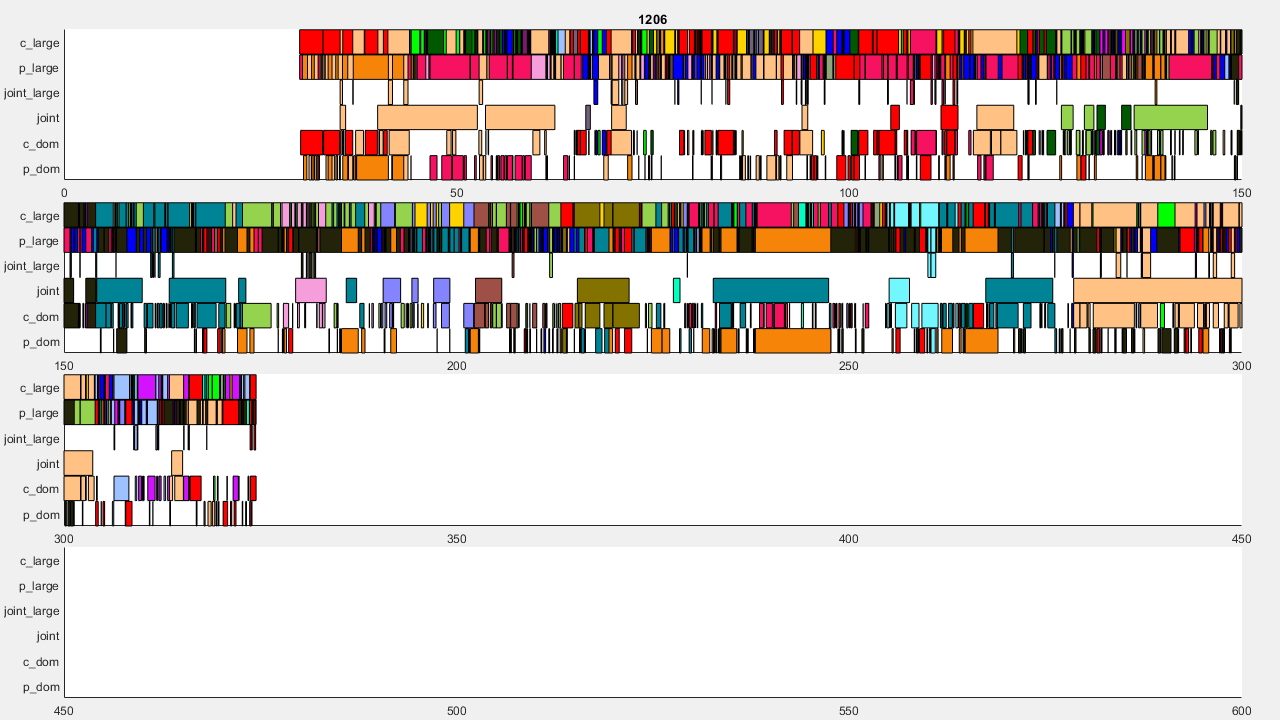 1206
c_large
p_large
joint_large
joint
c_dom
p_dom
0 50 100 150
c_large
p_large
joint_large
joint
c_dom
p_dom
150 200 250 300
c_large
p_large
joint_large
joint
c_dom
p_dom
300 350 400 450
c_large
p_large
joint_large
joint
c_dom
p_dom
450 500 550 600